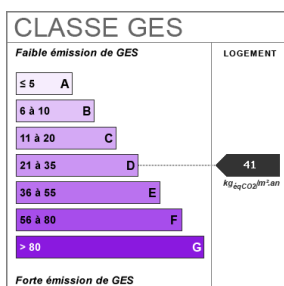 CLASSE GES
Faible émission de GES
LOGEMENT
≤ 5 A
6 à 10 B
11 à 20 C
21 à 35 D
41
kgéqCO2/m².an
36 à 55 E
56 à 80 F
> 80 G
Forte émission de GES